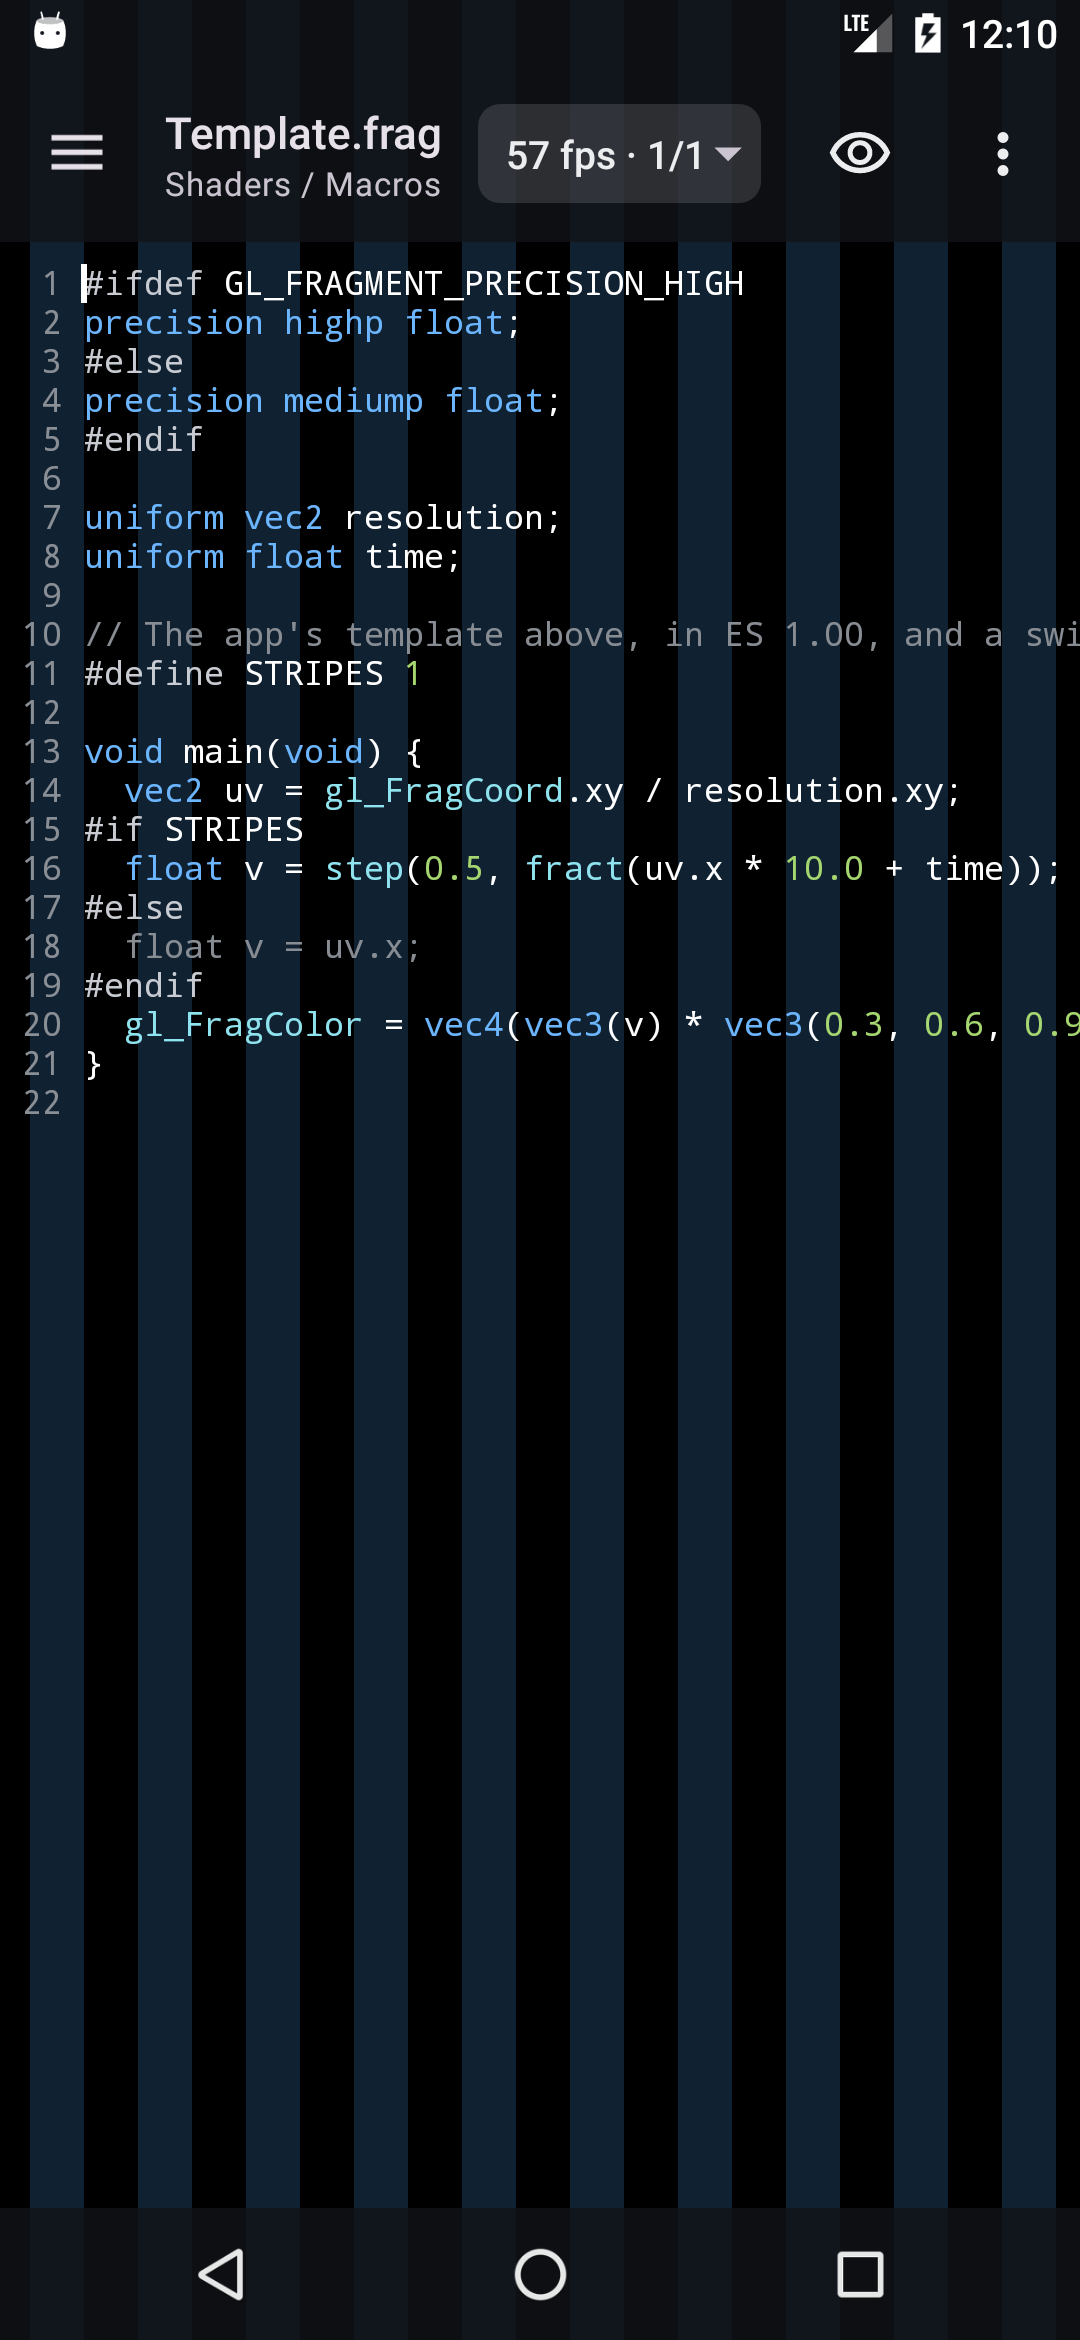 LTE 12:10
Template.frag
Shaders / Macros
57 fps · 1/1
1 #ifdef GL_FRAGMENT_PRECISION_HIGH
2 precision highp float;
3 #else
4 precision mediump float;
5 #endif
6
7 uniform vec2 resolution;
8 uniform float time;
9
10 // The app's template above, in ES 1.00, and a swi
11 #define STRIPES 1
12
13 void main(void) {
14   vec2 uv = gl_FragCoord.xy / resolution.xy;
15 #if STRIPES
16   float v = step(0.5, fract(uv.x * 10.0 + time));
17 #else
18   float v = uv.x;
19 #endif
20   gl_FragColor = vec4(vec3(v) * vec3(0.3, 0.6, 0.9
21 }
22